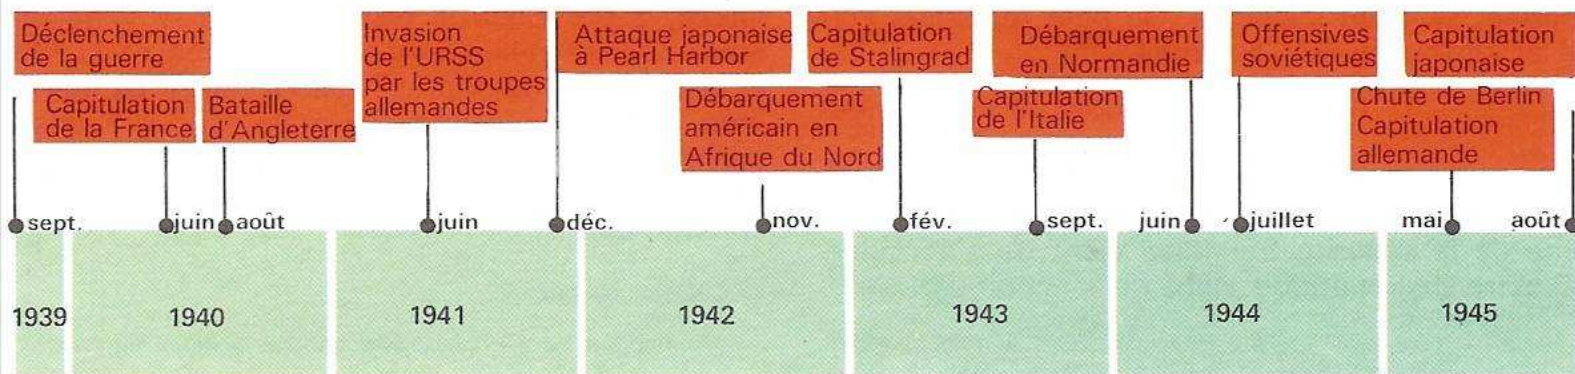 Déclenchement
de la guerre
Capitulation
de la France
Bataille
d'Angleterre
Invasion
de l'URSS
par les troupes
allemandes
Attaque japonaise
à Pearl Harbor
Débarquement
américain en
Afrique du Nord
Capitulation
de Stalingrad
Capitulation
de l'Italie
Débarquement
en Normandie
Offensives
soviétiques
Chute de Berlin
Capitulation
allemande
Capitulation
japonaise
sept. juin août juin déc. nov. fév. sept. juin juillet mai août
1939 1940 1941 1942 1943 1944 1945